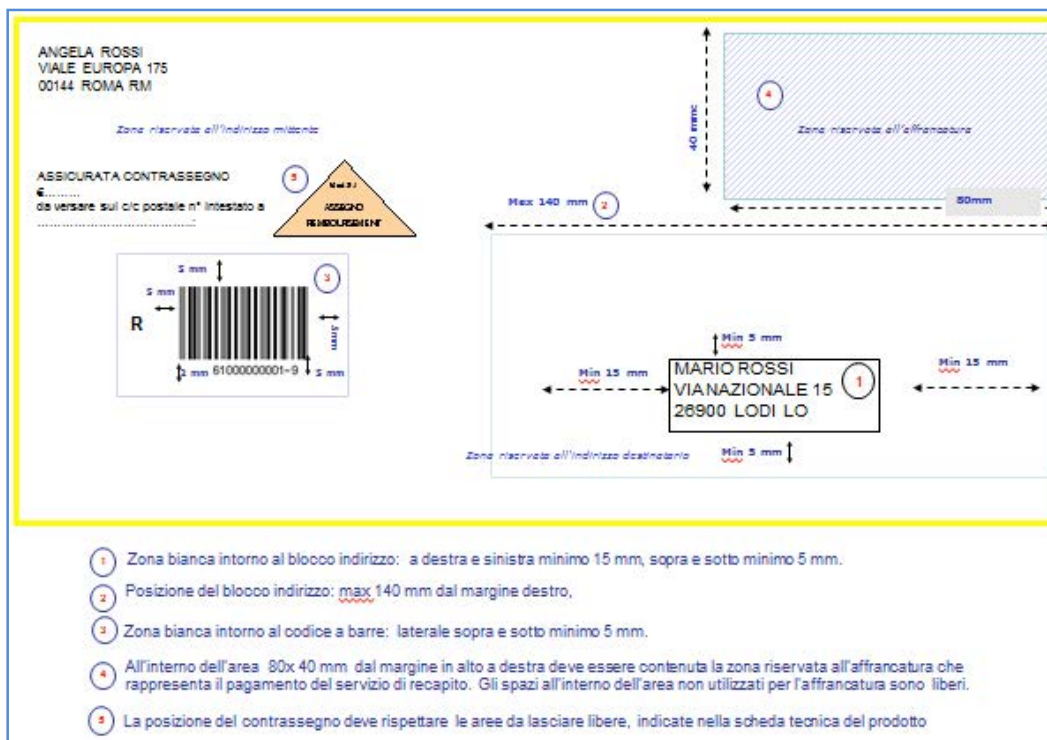 ANGELA ROSSI
VIALE EUROPA 175
00144 ROMA RM
Zona riservata all'indirizzo mittente
4
Zona riservata all'affrancatura
40 mmc
80mm
ASSICURATA CONTRASSEGNO
€.........
da versare sul c/c postale n° intestato a
......................................:
5
ASSEGNO
REMBOURSEMENT
Max 140 mm 2
5 mm
3
5 mm
R
5mm
2 mm 61000000001-9 5 mm
Min 5 mm
Min 15 mm
MARIO ROSSI
VIA NAZIONALE 15
26900 LODI LO
1
Min 15 mm
Zona riservata all'indirizzo destinatario
Min 5 mm
1 Zona bianca intorno al blocco indirizzo: a destra e sinistra minimo 15 mm, sopra e sotto minimo 5 mm.
2 Posizione del blocco indirizzo: max 140 mm dal margine destro,
3 Zona bianca intorno al codice a barre: laterale sopra e sotto minimo 5 mm.
4 All'interno dell'area 80x 40 mm dal margine in alto a destra deve essere contenuta la zona riservata all'affrancatura che
rappresenta il pagamento del servizio di recapito. Gli spazi all'interno dell'area non utilizzati per l'affrancatura sono liberi.
5 La posizione del contrassegno deve rispettare le aree da lasciare libere, indicate nella scheda tecnica del prodotto